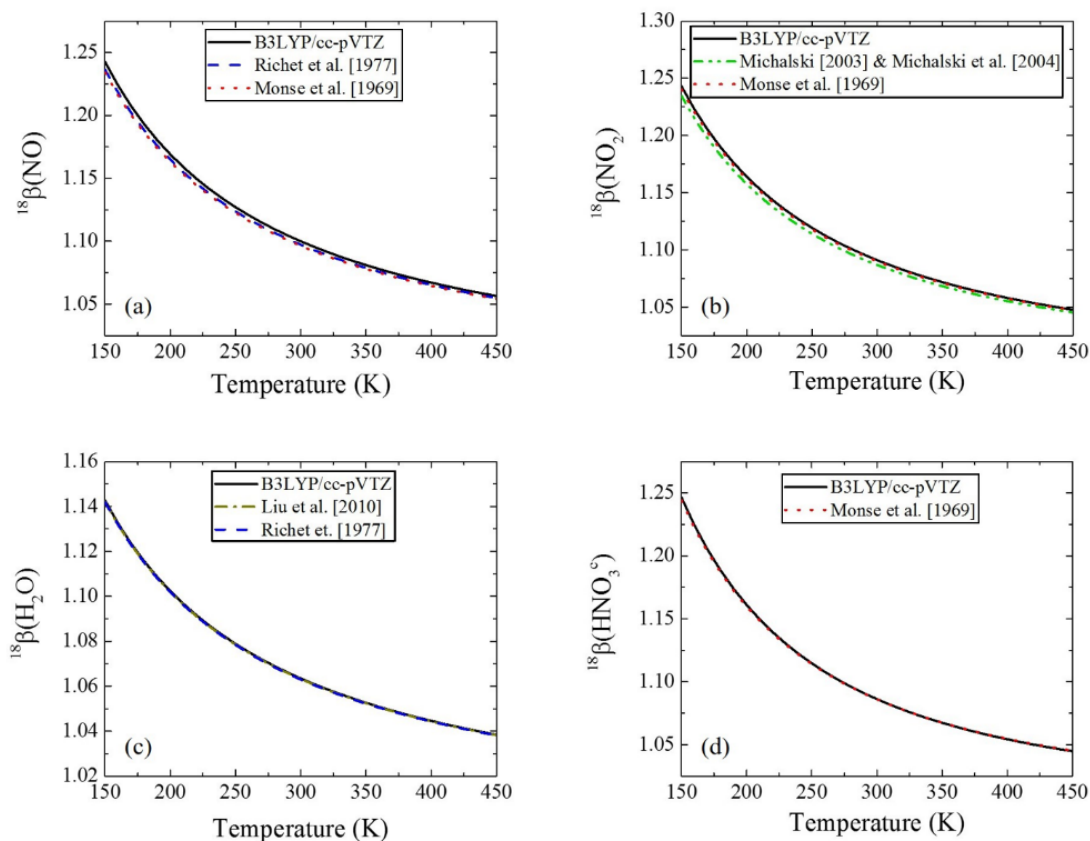 B3LYP/cc-pVTZ
Richet et al. [1977]
Monse et al. [1969]
1.25
1.20
1.15
1.10
1.05
¹⁸β(NO)
(a)
150 200 250 300 350 400 450
Temperature (K)
B3LYP/cc-pVTZ
Michalski [2003] & Michalski et al. [2004]
Monse et al. [1969]
1.30
1.25
1.20
1.15
1.10
1.05
¹⁸β(NO₂)
(b)
150 200 250 300 350 400 450
Temperature (K)
B3LYP/cc-pVTZ
Liu et al. [2010]
Richet et. [1977]
1.16
1.14
1.12
1.10
1.08
1.06
1.04
1.02
¹⁸β(H₂O)
(c)
150 200 250 300 350 400 450
Temperature (K)
B3LYP/cc-pVTZ
Monse et al. [1969]
1.25
1.20
1.15
1.10
1.05
¹⁸β(HNO₃ᶜ)
(d)
150 200 250 300 350 400 450
Temperature (K)